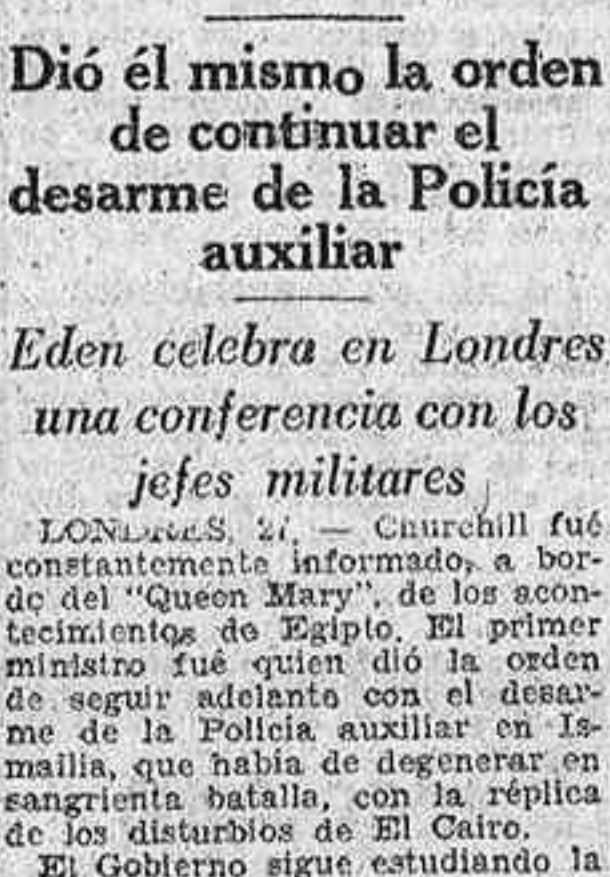 Dió él mismo la orden
de continuar el
desarme de la Policía
auxiliar
Eden celebra en Londres
una conferencia con los
jefes militares
LONDRES, 27. — Churchill fué
constantemente informado, a bor-
do del "Queen Mary", de los acon-
tecimientos de Egipto. El primer
ministro fué quien dió la orden
de seguir adelante con el desar-
me de la Policía auxiliar en Is-
mailia, que había de degenerar en
sangrienta batalla, con la réplica
de los disturbios de El Cairo.
El Gobierno sigue estudiando la